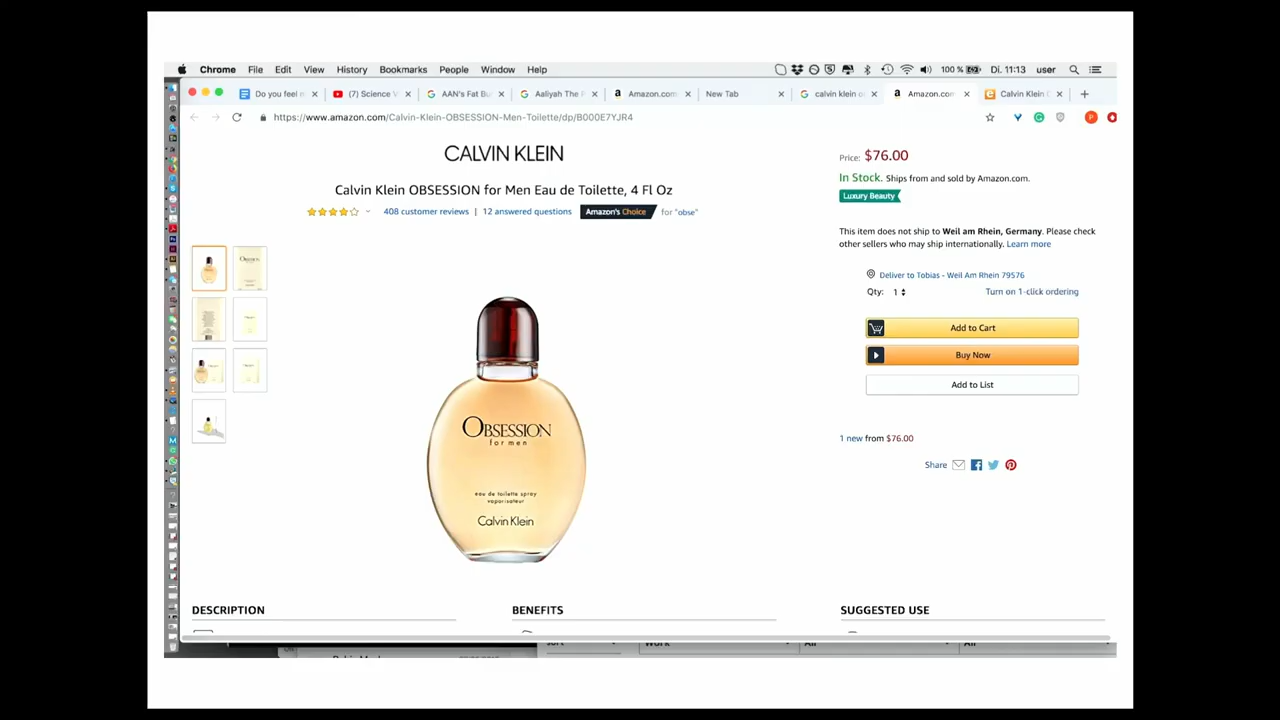 Chrome File Edit View History Bookmarks People Window Help 100 % Di. 11:13 user
Do you feel m (7) Science V AAN's Fat Bu Aaliyah The P Amazon.com New Tab calvin klein o Amazon.com Calvin Klein C
https://www.amazon.com/Calvin-Klein-OBSESSION-Men-Toilette/dp/B000E7YJR4
CALVIN KLEIN
Calvin Klein OBSESSION for Men Eau de Toilette, 4 Fl Oz
408 customer reviews | 12 answered questions Amazon's Choice for "obse"
Price: $76.00
In Stock. Ships from and sold by Amazon.com.
Luxury Beauty
This item does not ship to Weil am Rhein, Germany. Please check
other sellers who may ship internationally. Learn more
Deliver to Tobias - Weil Am Rhein 79576
Qty: 1 Turn on 1-click ordering
Add to Cart
Buy Now
Add to List
1 new from $76.00
Share
OBSESSION
for men
eau de toilette spray
vaporisateur
Calvin Klein
DESCRIPTION BENEFITS SUGGESTED USE